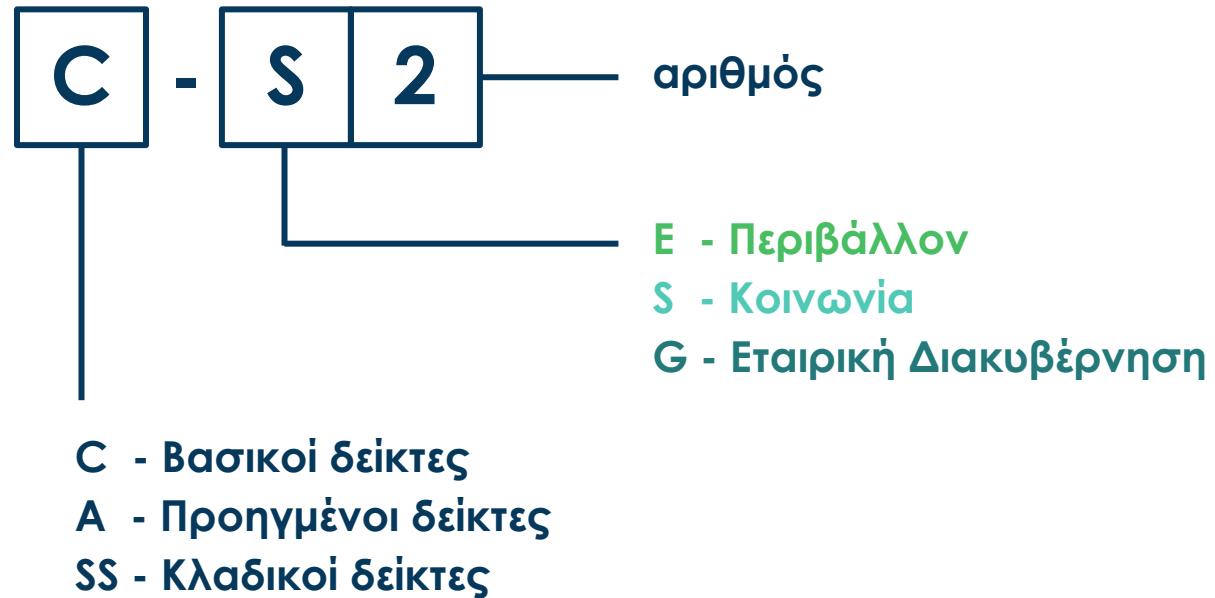 C - S 2 αριθμός
E - Περιβάλλον
S - Κοινωνία
G - Εταιρική Διακυβέρνηση
C - Βασικοί δείκτες
A - Προηγμένοι δείκτες
SS - Κλαδικοί δείκτες